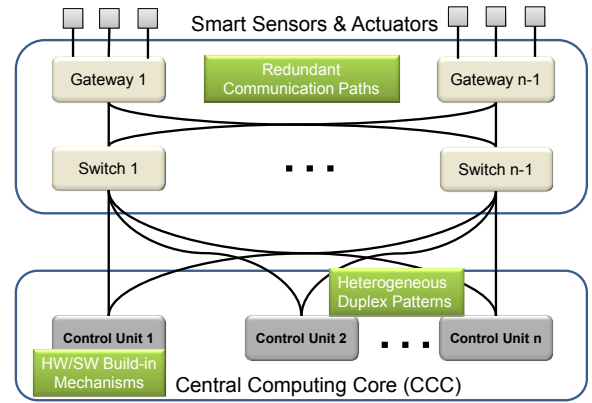 Smart Sensors & Actuators
Gateway 1
Redundant
Communication Paths
Gateway n-1
Switch 1
Switch n-1
Heterogeneous
Duplex Patterns
Control Unit 1
Control Unit 2
Control Unit n
HW/SW Build-in
Mechanisms
Central Computing Core (CCC)